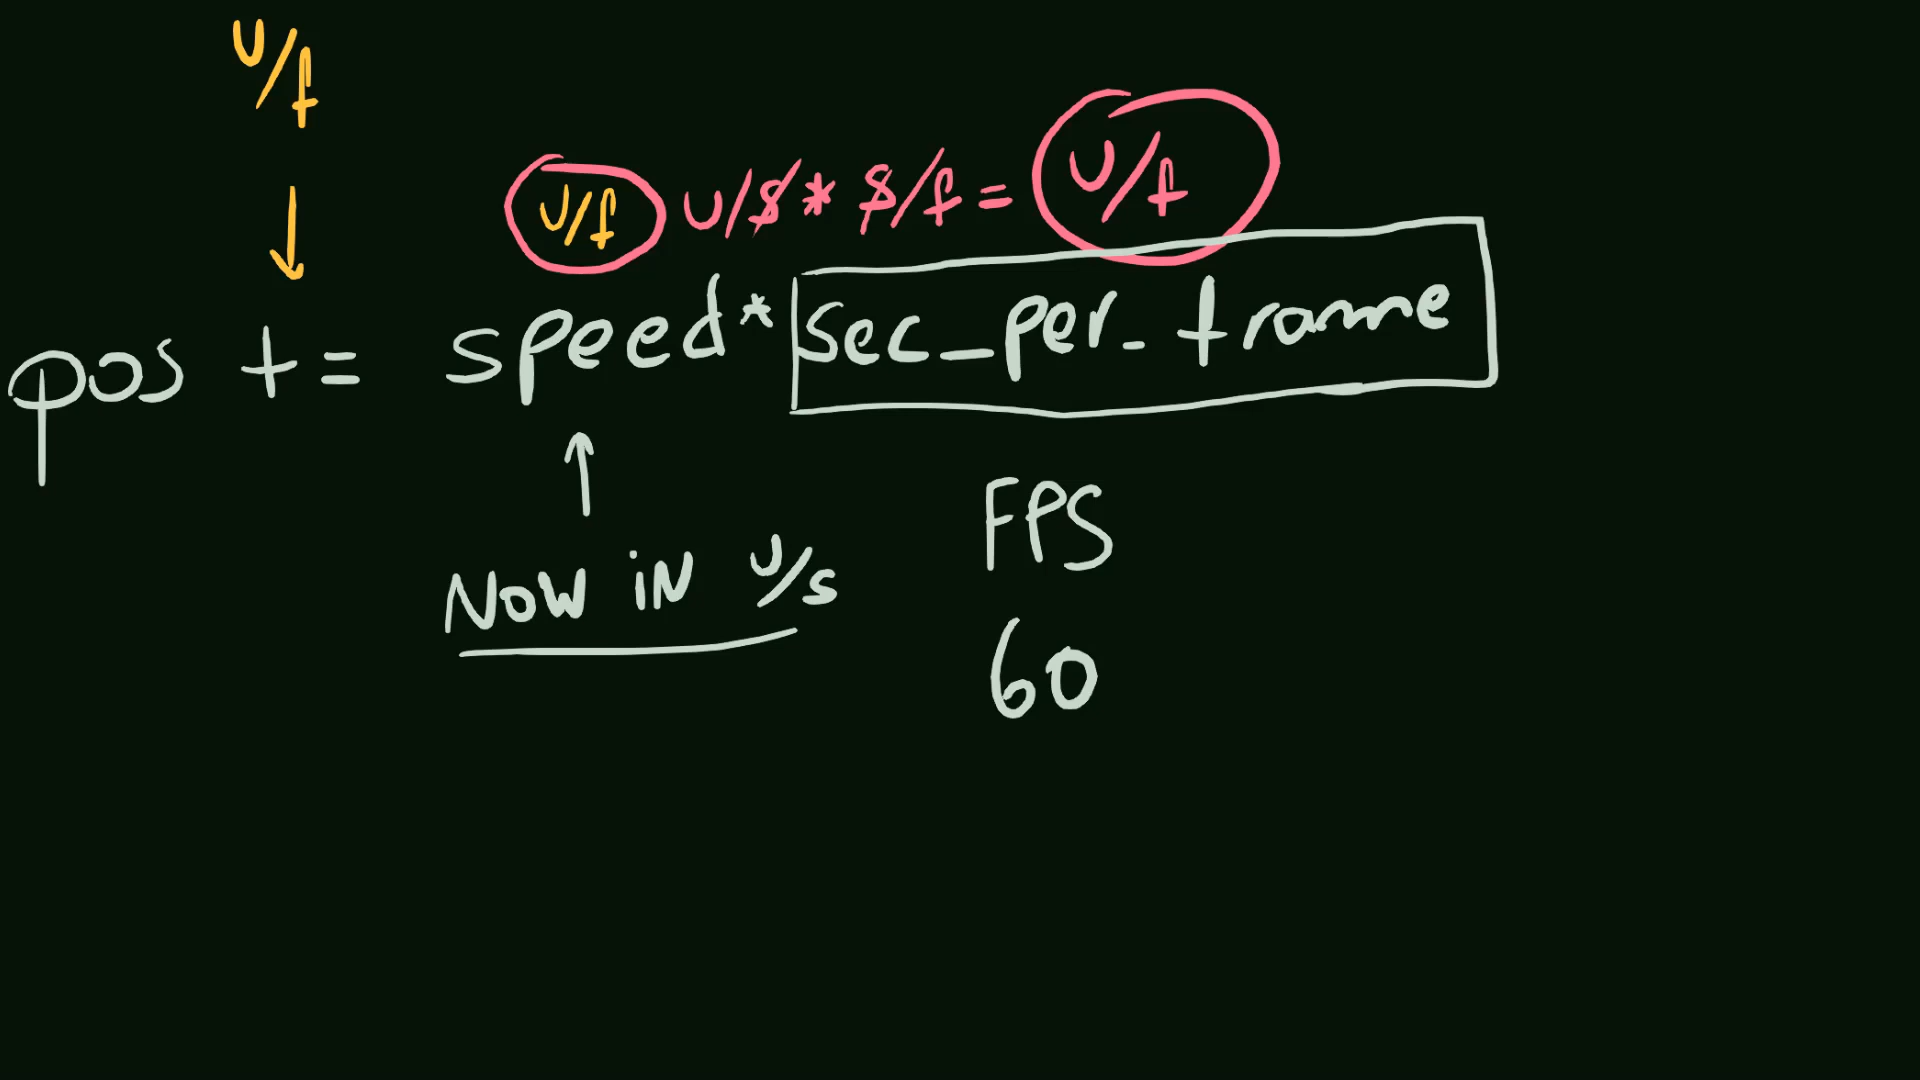 u/f
u/f u/s * s/f = u/f
pos += speed* sec_per_frame
Now in u/s
FPS
60